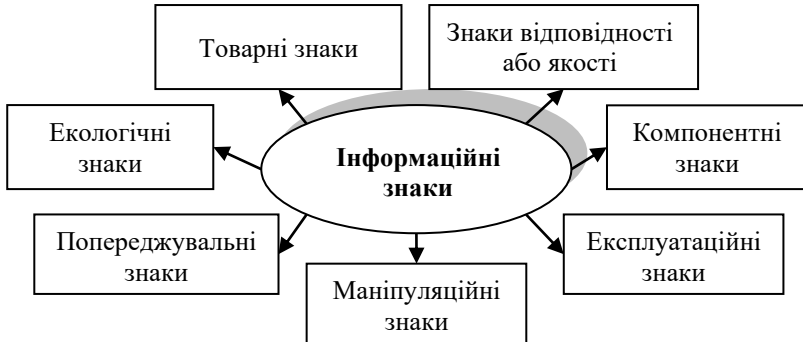 Товарні знаки
Знаки відповідності
або якості
Екологічні
знаки
Інформаційні
знаки
Компонентні
знаки
Попереджувальні
знаки
Маніпуляційні
знаки
Експлуатаційні
знаки